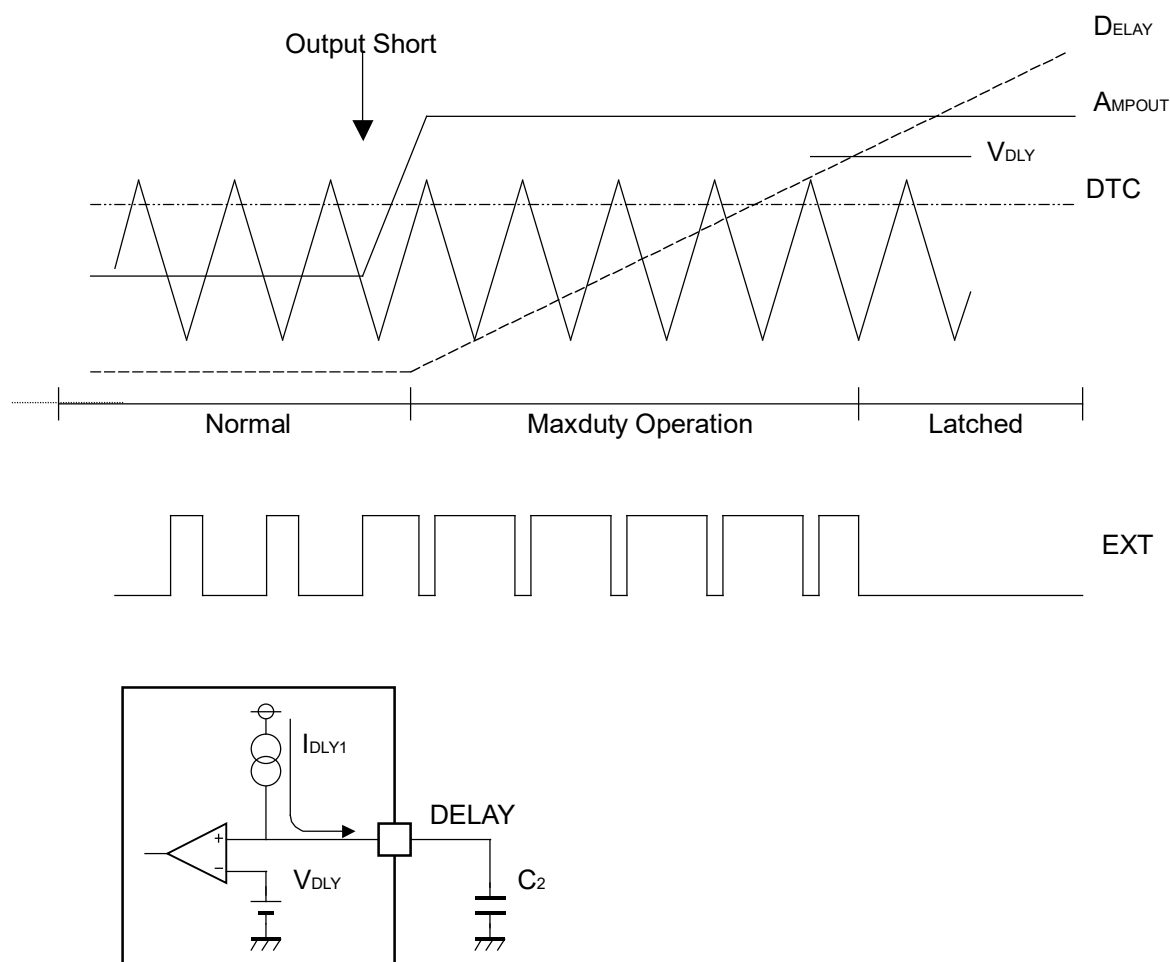 Output Short
DELAY
AMPOUT
VDLY
DTC
Normal
Maxduty Operation
Latched
EXT
IDLY1
DELAY
+
−
VDLY
C2